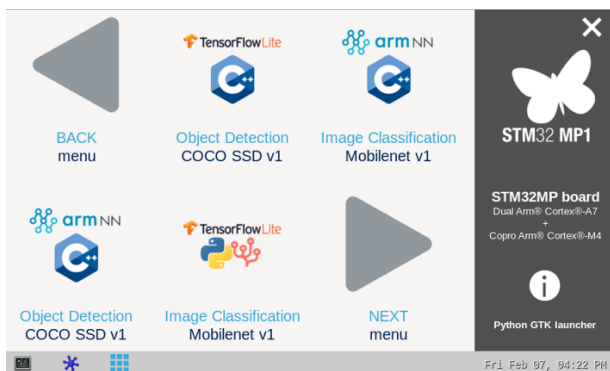 TensorFlowLite
arm NN
BACK
menu
Object Detection
COCO SSD v1
Image Classification
Mobilenet v1
arm NN
TensorFlowLite
Object Detection
COCO SSD v1
Image Classification
Mobilenet v1
NEXT
menu
STM32 MP1
STM32MP board
Dual Arm® Cortex®-A7
+
Copro Arm® Cortex®-M4
Python GTK launcher
Fri Feb 07, 04:22 PM